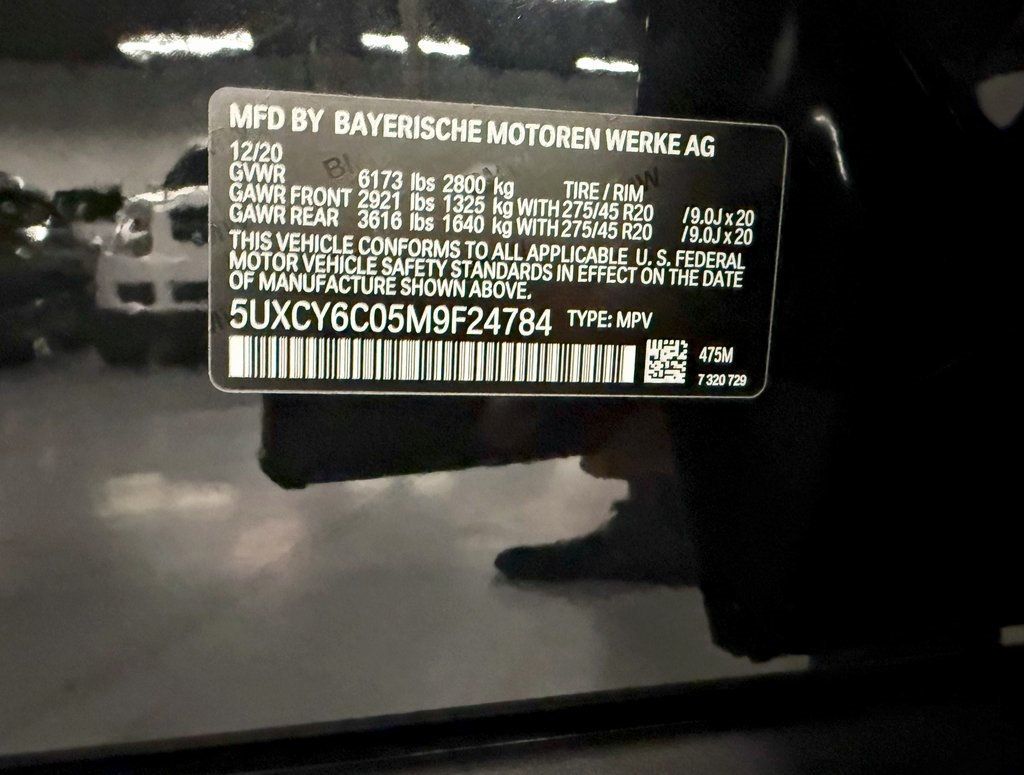 MFD BY BAYERISCHE MOTOREN WERKE AG
12/20
GVWR 6173 lbs 2800 kg TIRE / RIM
GAWR FRONT 2921 lbs 1325 kg WITH 275/45 R20 /9.0J x 20
GAWR REAR 3616 lbs 1640 kg WITH 275/45 R20 /9.0J x 20
THIS VEHICLE CONFORMS TO ALL APPLICABLE U.S. FEDERAL
MOTOR VEHICLE SAFETY STANDARDS IN EFFECT ON THE DATE
OF MANUFACTURE SHOWN ABOVE.
5UXCY6C05M9F24784 TYPE: MPV
475M
7 320 729